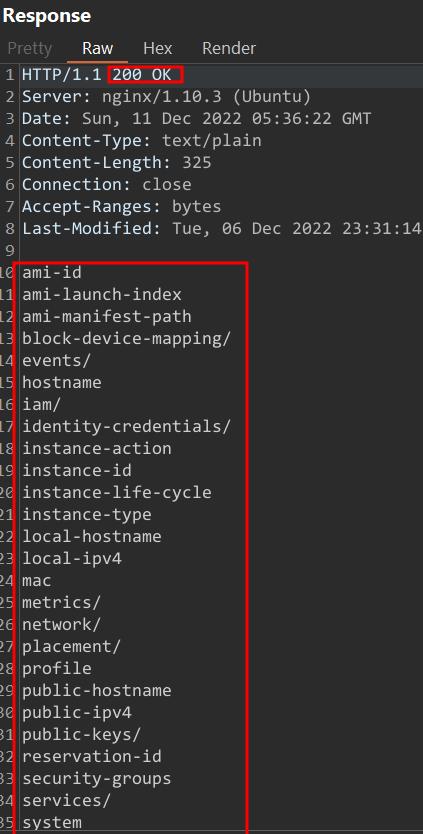 Response
Pretty Raw Hex Render
1 HTTP/1.1 200 OK
2 Server: nginx/1.10.3 (Ubuntu)
3 Date: Sun, 11 Dec 2022 05:36:22 GMT
4 Content-Type: text/plain
5 Content-Length: 325
6 Connection: close
7 Accept-Ranges: bytes
8 Last-Modified: Tue, 06 Dec 2022 23:31:14
9
10 ami-id
11 ami-launch-index
12 ami-manifest-path
13 block-device-mapping/
14 events/
15 hostname
16 iam/
17 identity-credentials/
18 instance-action
19 instance-id
20 instance-life-cycle
21 instance-type
22 local-hostname
23 local-ipv4
24 mac
25 metrics/
26 network/
27 placement/
28 profile
29 public-hostname
30 public-ipv4
31 public-keys/
32 reservation-id
33 security-groups
34 services/
35 system